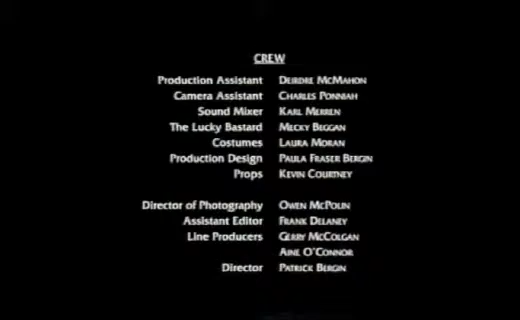 CREW
Production Assistant Deirdre McMahon
Camera Assistant Charles Ponniah
Sound Mixer Karl Merren
The Lucky Bastard Mecky Beggan
Costumes Laura Moran
Production Design Paula Fraser Bergin
Props Kevin Courtney
Director of Photography Owen McPolin
Assistant Editor Frank Delaney
Line Producers Gerry McColgan
Aine O'Connor
Director Patrick Bergin